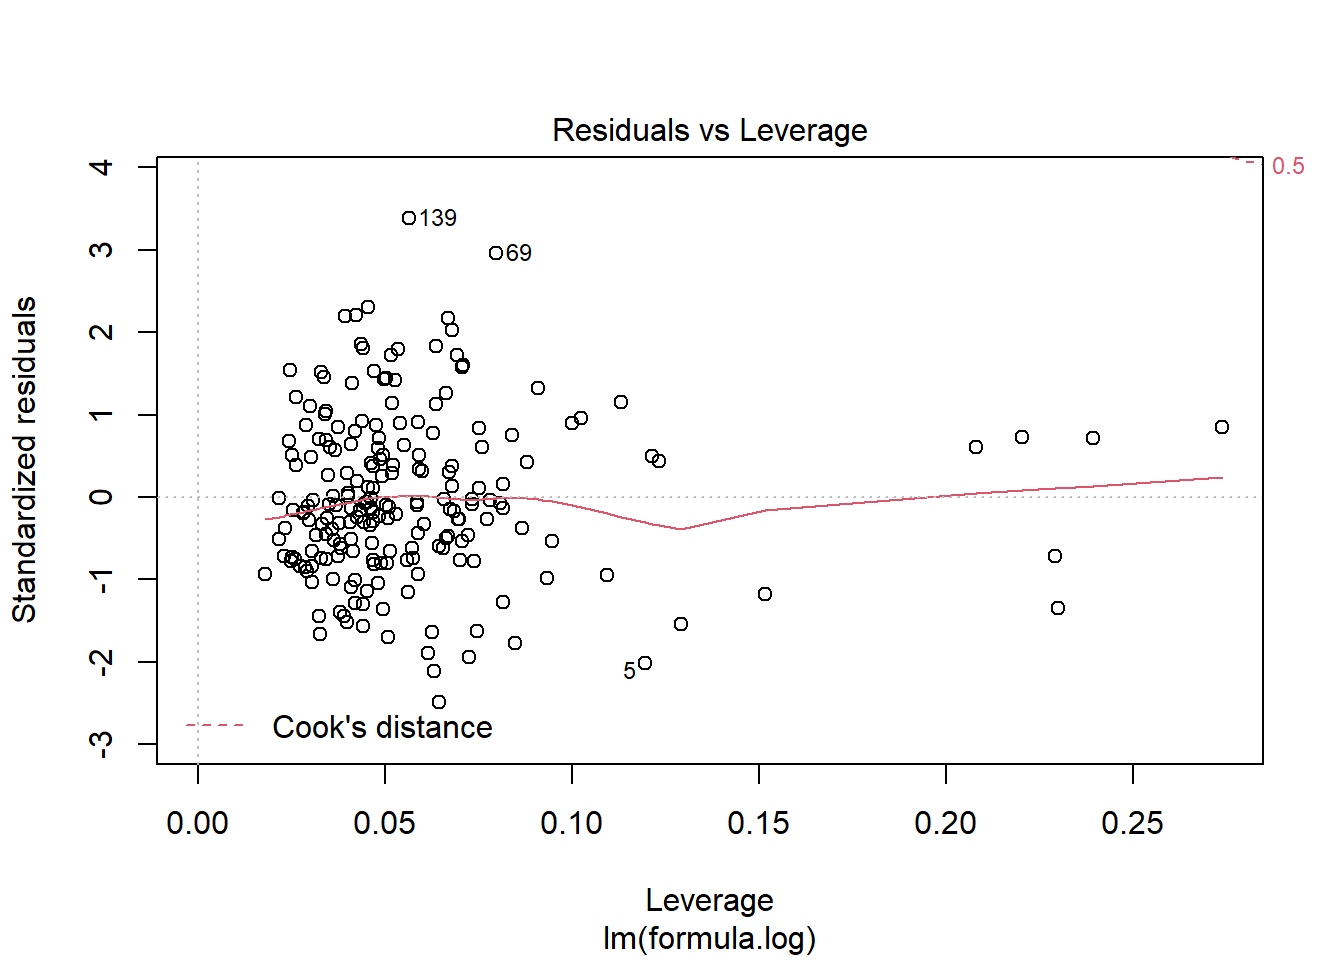 Residuals vs Leverage
4
3
2
1
0
-1
-2
-3
Standardized residuals
0.5
139
69
5
Cook's distance
0.00 0.05 0.10 0.15 0.20 0.25
Leverage
lm(formula.log)